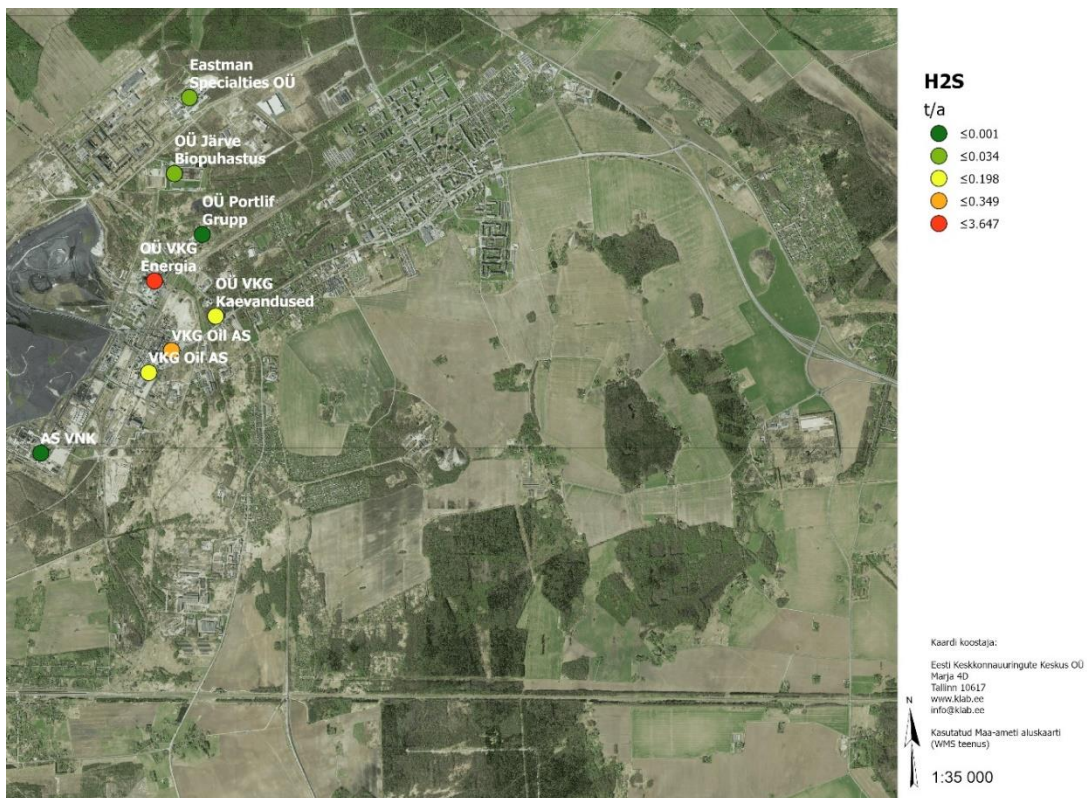 Eastman
Specialties OÜ
OÜ Järve
Biopuhastus
OÜ Portlif
Grupp
OÜ VKG
Energia
OÜ VKG
Kaevandused
VKG Oil AS
VKG Oil AS
AS VNK
H2S
t/a
≤0.001
≤0.034
≤0.198
≤0.349
≤3.647
Kaardi koostaja:
Eesti Keskkonnauuringute Keskus OÜ
Marja 4D
Tallinn 10617
www.klab.ee
info@klab.ee
N
Kasutatud Maa-ameti aluskaarti
(WMS teenus)
1:35 000